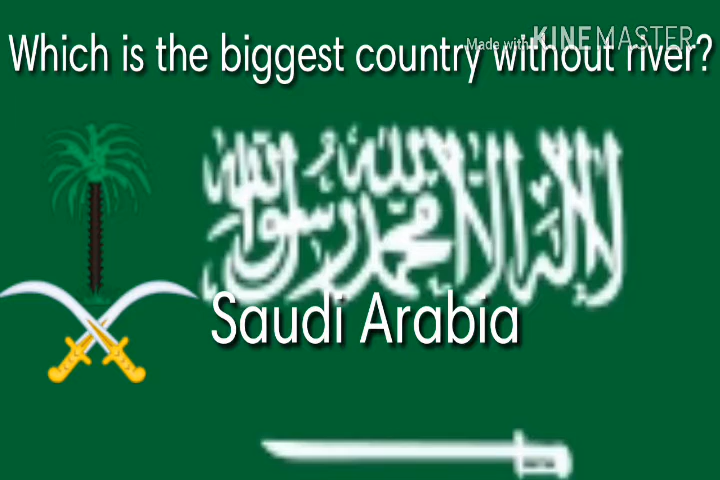 Which is the biggest country without river?
Made with KINEMASTER
لا إله إلا الله محمد رسول الله
Saudi Arabia